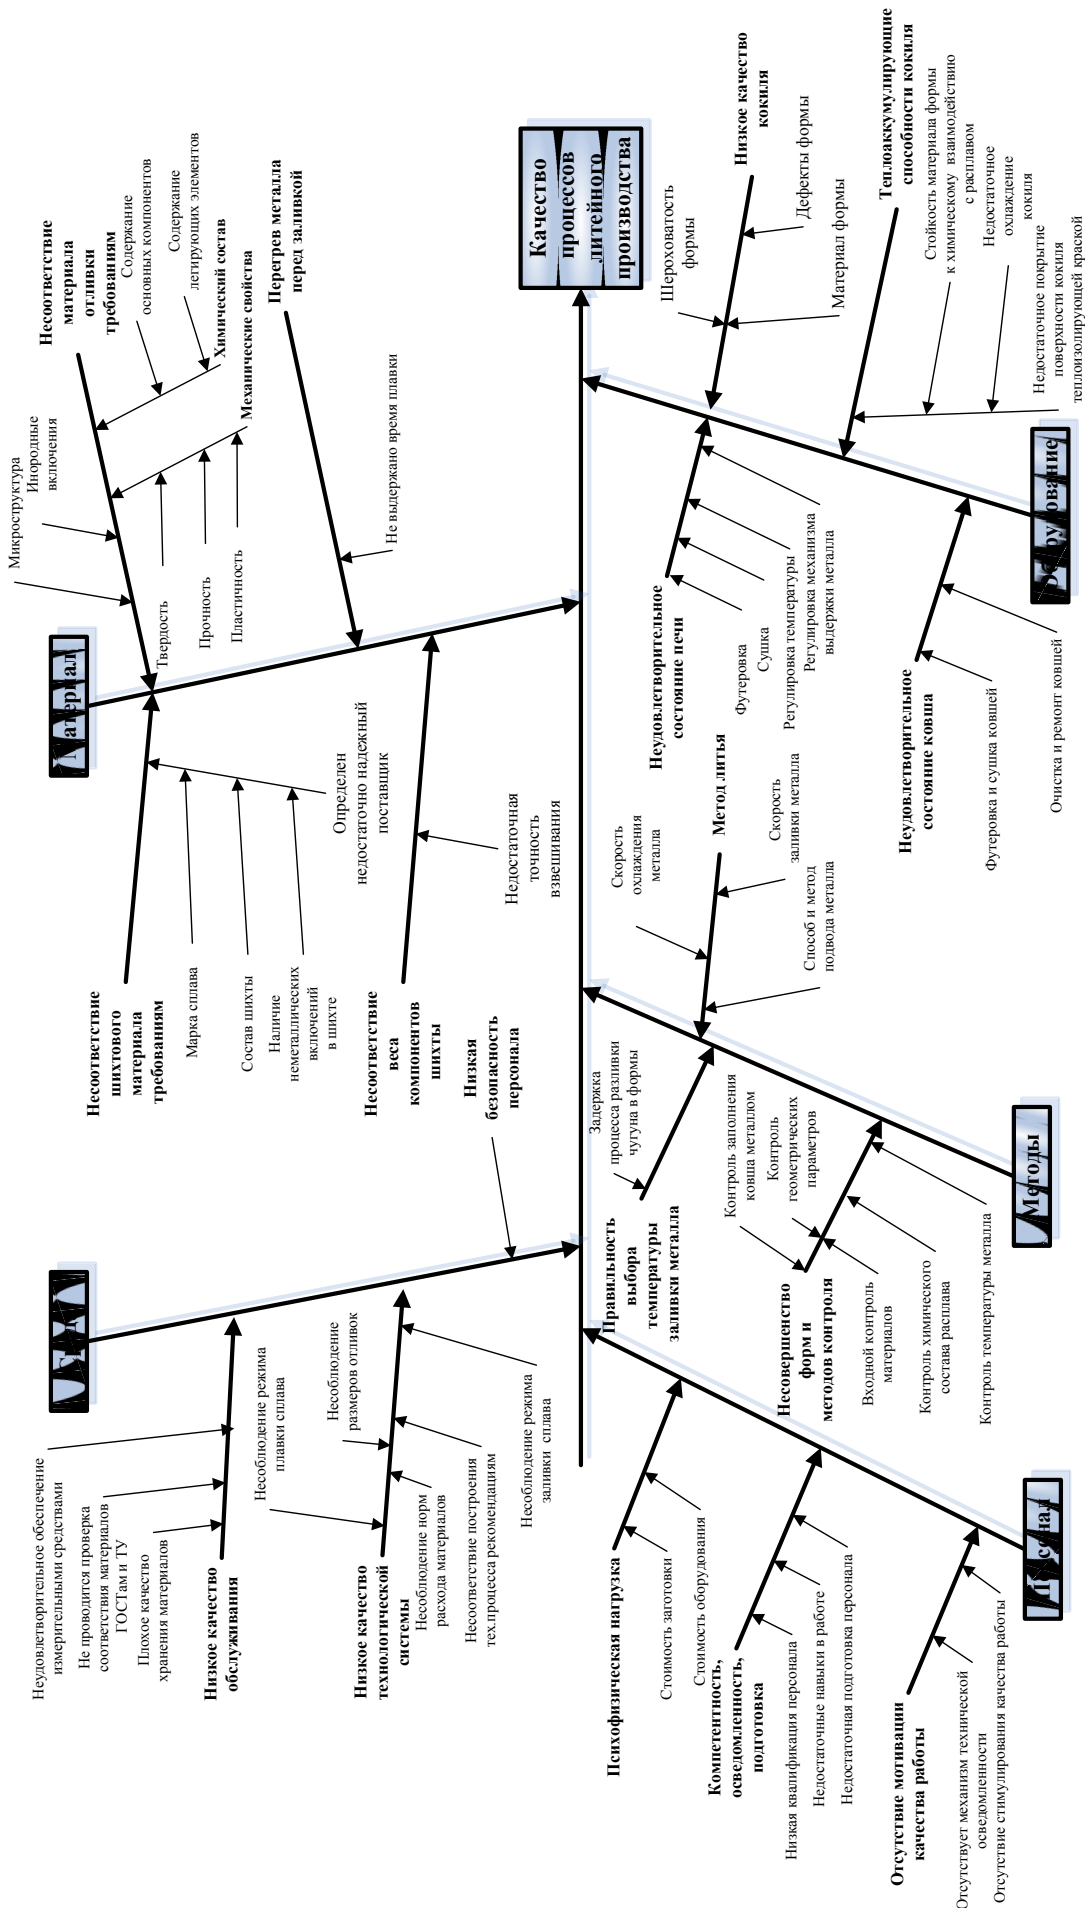 Качество
процессов
литейного
производства
Материал
Несоответствие
шихтового
материала
требованиям
Марка сплава
Состав шихты
Наличие
неметаллических
включений
в шихте
Определен
недостаточно надежный
поставщик
Несоответствие
веса
компонентов
шихты
Недостаточная
точность
взвешивания
Несоответствие
материала
отливки
требованиям
Микроструктура
Инородные
включения
Содержание
основных компонентов
Содержание
легирующих элементов
Химический состав
Механические свойства
Твердость
Прочность
Пластичность
Перегрев металла
перед заливкой
Не выдержано время плавки
Неудовлетворительное обеспечение
измерительными средствами
Не проводится проверка
соответствия материалов
ГОСТам и ТУ
Плохое качество
хранения материалов
Низкое качество
обслуживания
Несоблюдение режима
плавки сплава
Несоблюдение
размеров отливок
Низкое качество
технологической
системы
Несоблюдение норм
расхода материалов
Несоответствие построения
тех.процесса рекомендациям
Несоблюдение режима
заливки сплава
Низкая
безопасность
персонала
Психофизическая нагрузка
Стоимость заготовки
Стоимость оборудования
Компетентность,
осведомленность,
подготовка
Низкая квалификация персонала
Недостаточные навыки в работе
Недостаточная подготовка персонала
Отсутствие мотивации
качества работы
Отсутствует механизм технической
осведомленности
Отсутствие стимулирования качества работы
Методы
Задержка
процесса разливки
чугуна в формы
Правильность
выбора
температуры
заливки металла
Контроль заполнения
ковша металлом
Контроль
геометрических
параметров
Несовершенство
форм и
методов контроля
Входной контроль
материалов
Контроль химического
состава расплава
Контроль температуры металла
Скорость
охлаждения
металла
Метод литья
Скорость
заливки металла
Способ и метод
подвода металла
Неудовлетворительное
состояние печи
Футеровка
Сушка
Регулировка температуры
Регулировка механизма
выдержки металла
Неудовлетворительное
состояние ковша
Футеровка и сушка ковшей
Очистка и ремонт ковшей
Шероховатость
формы
Низкое качество
кокиля
Дефекты формы
Материал формы
Теплоаккумулирующие
способности кокиля
Стойкость материала формы
к химическому взаимодействию
с расплавом
Недостаточное
охлаждение
кокиля
Недостаточное покрытие
поверхности кокиля
теплоизолирующей краской